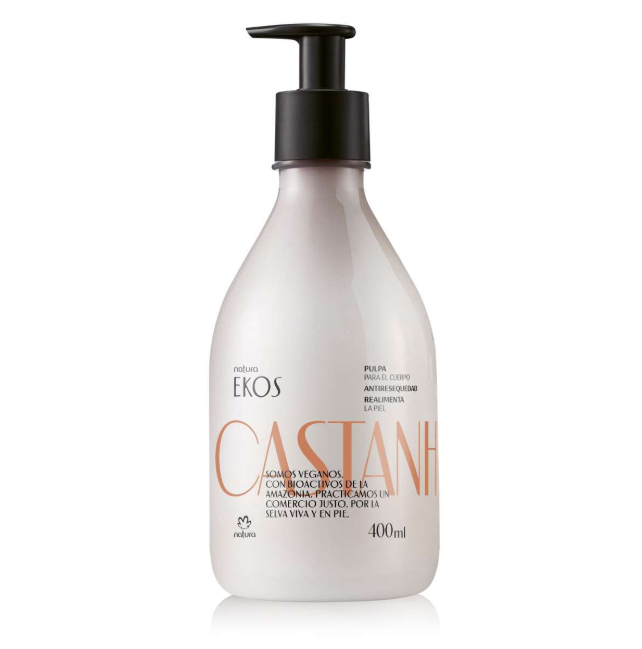 natura
EKOS
PULPA
PARA EL CUERPO
ANTIRESEQUEDAD
REALIMENTA
LA PIEL
CASTANH
SOMOS VEGANOS.
CON BIOACTIVOS DE LA
AMAZONIA. PRACTICAMOS UN
COMERCIO JUSTO. POR LA
SELVA VIVA Y EN PIE.
natura
400ml